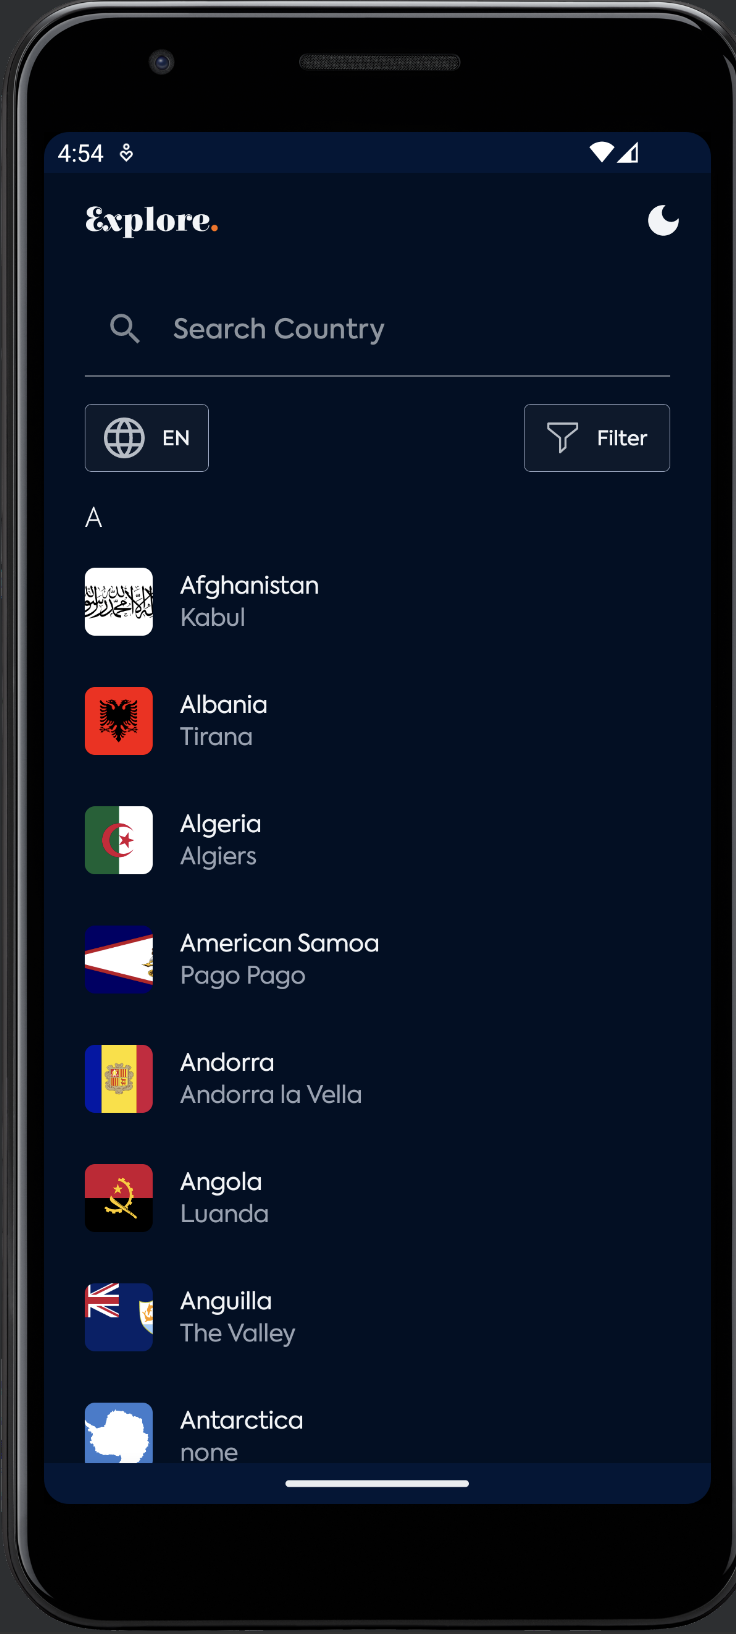 4:54
Explore.
Search Country
EN
Filter
A
Afghanistan
Kabul
Albania
Tirana
Algeria
Algiers
American Samoa
Pago Pago
Andorra
Andorra la Vella
Angola
Luanda
Anguilla
The Valley
Antarctica
none